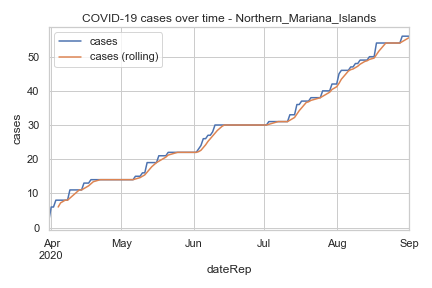 COVID-19 cases over time - Northern_Mariana_Islands
cases
cases (rolling)
cases
50
40
30
20
10
0
Apr May Jun Jul Aug Sep
2020
dateRep